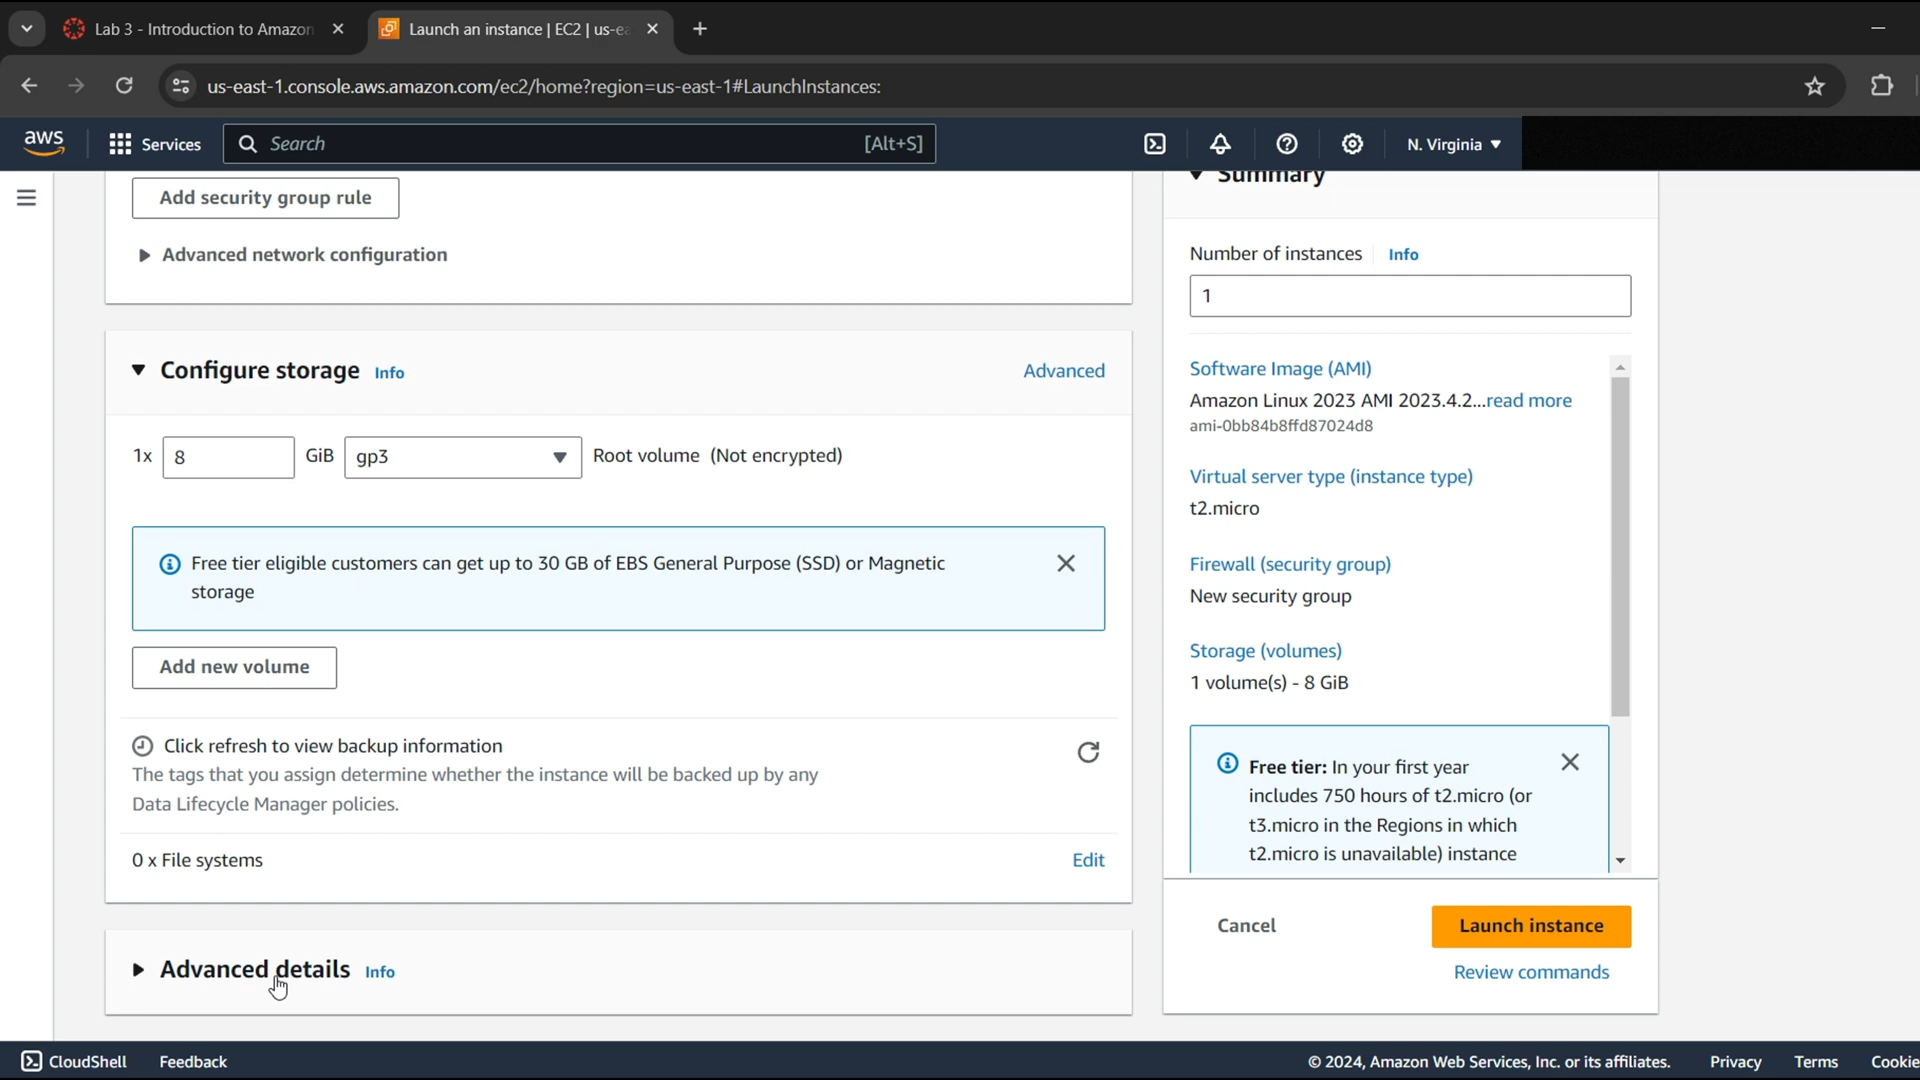 Lab 3 - Introduction to Amazon
Launch an instance | EC2 | us-ea
us-east-1.console.aws.amazon.com/ec2/home?region=us-east-1#LaunchInstances:
aws
Services
Search
[Alt+S]
N. Virginia
Add security group rule
Advanced network configuration
Configure storage Info
Advanced
1x 8 GiB gp3 Root volume (Not encrypted)
Free tier eligible customers can get up to 30 GB of EBS General Purpose (SSD) or Magnetic
storage
Add new volume
Click refresh to view backup information
The tags that you assign determine whether the instance will be backed up by any
Data Lifecycle Manager policies.
0 x File systems
Edit
Advanced details Info
Summary
Number of instances Info
1
Software Image (AMI)
Amazon Linux 2023 AMI 2023.4.2...read more
ami-0bb84b8ffd87024d8
Virtual server type (instance type)
t2.micro
Firewall (security group)
New security group
Storage (volumes)
1 volume(s) - 8 GiB
Free tier: In your first year
includes 750 hours of t2.micro (or
t3.micro in the Regions in which
t2.micro is unavailable) instance
Cancel
Launch instance
Review commands
CloudShell
Feedback
© 2024, Amazon Web Services, Inc. or its affiliates.
Privacy
Terms
Cookie